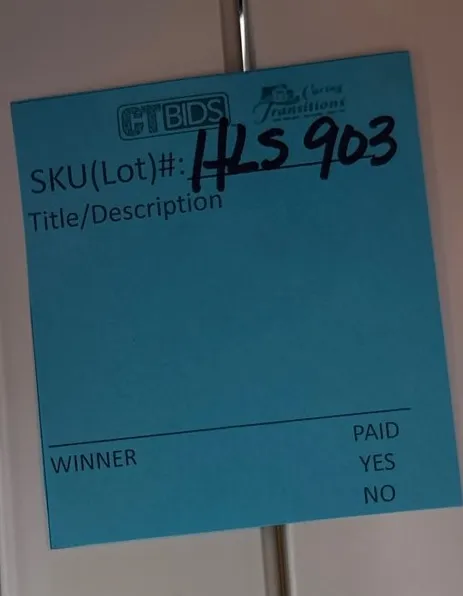 CTBIDS
Caring
Transitions
SKU(Lot)#: HLS 903
Title/Description
WINNER
PAID
YES
NO